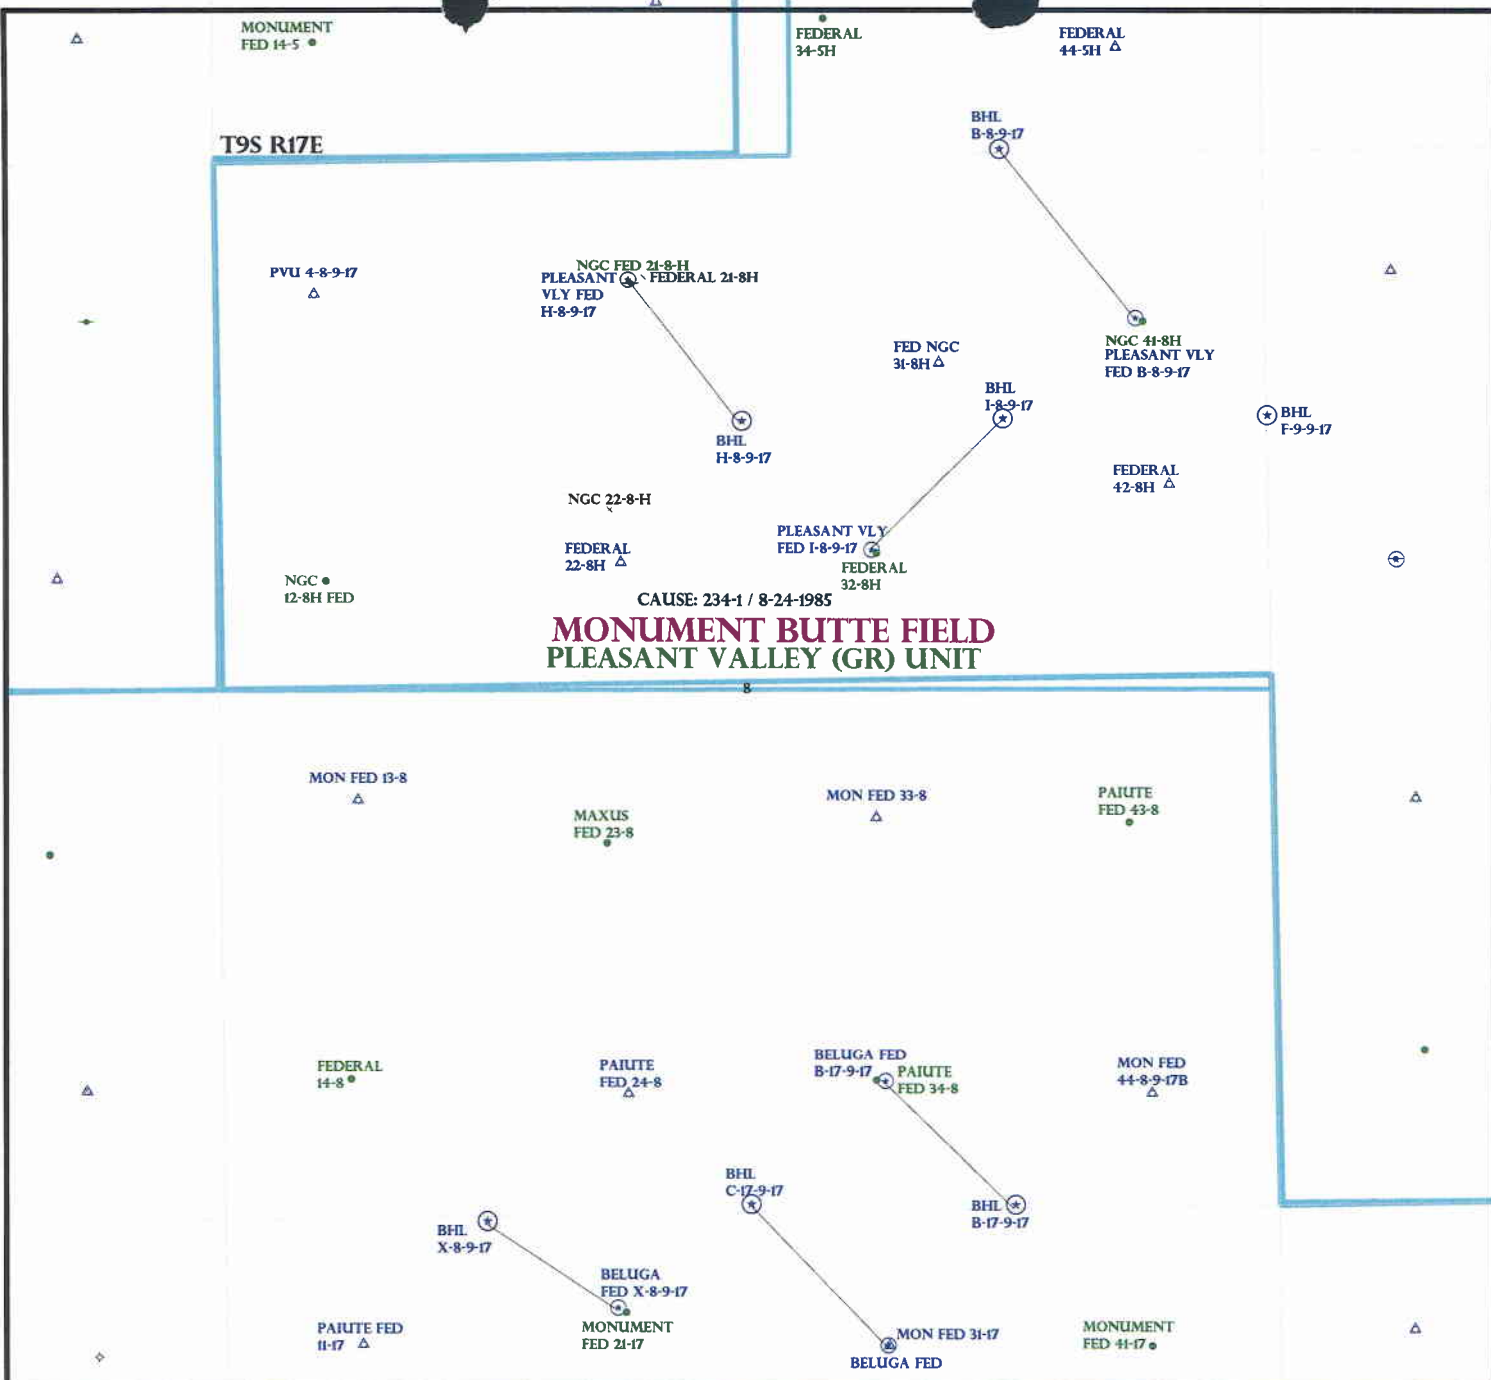 MONUMENT
FED 14-5
FEDERAL
34-5H
FEDERAL
44-5H
BHL
B-8-9-17
T9S R17E
PVU 4-8-9-17
NGC FED 21-8-H
PLEASANT
VLY FED
H-8-9-17
FEDERAL 21-8H
FED NGC
31-8H
NGC 41-8H
PLEASANT VLY
FED B-8-9-17
BHL
I-8-9-17
BHL
F-9-9-17
BHL
H-8-9-17
FEDERAL
42-8H
NGC 22-8-H
FEDERAL
22-8H
PLEASANT VLY
FED I-8-9-17
FEDERAL
32-8H
NGC
12-8H FED
CAUSE: 234-1 / 8-24-1985
MONUMENT BUTTE FIELD
PLEASANT VALLEY (GR) UNIT
8
MON FED 13-8
MAXUS
FED 23-8
MON FED 33-8
PAIUTE
FED 43-8
FEDERAL
14-8
PAIUTE
FED 24-8
BELUGA FED
B-17-9-17
PAIUTE
FED 34-8
MON FED
44-8-9-17B
BHL
C-17-9-17
BHL
B-17-9-17
BHL
X-8-9-17
BELUGA
FED X-8-9-17
MONUMENT
FED 21-17
PAIUTE FED
11-17
MON FED 31-17
BELUGA FED
MONUMENT
FED 41-17